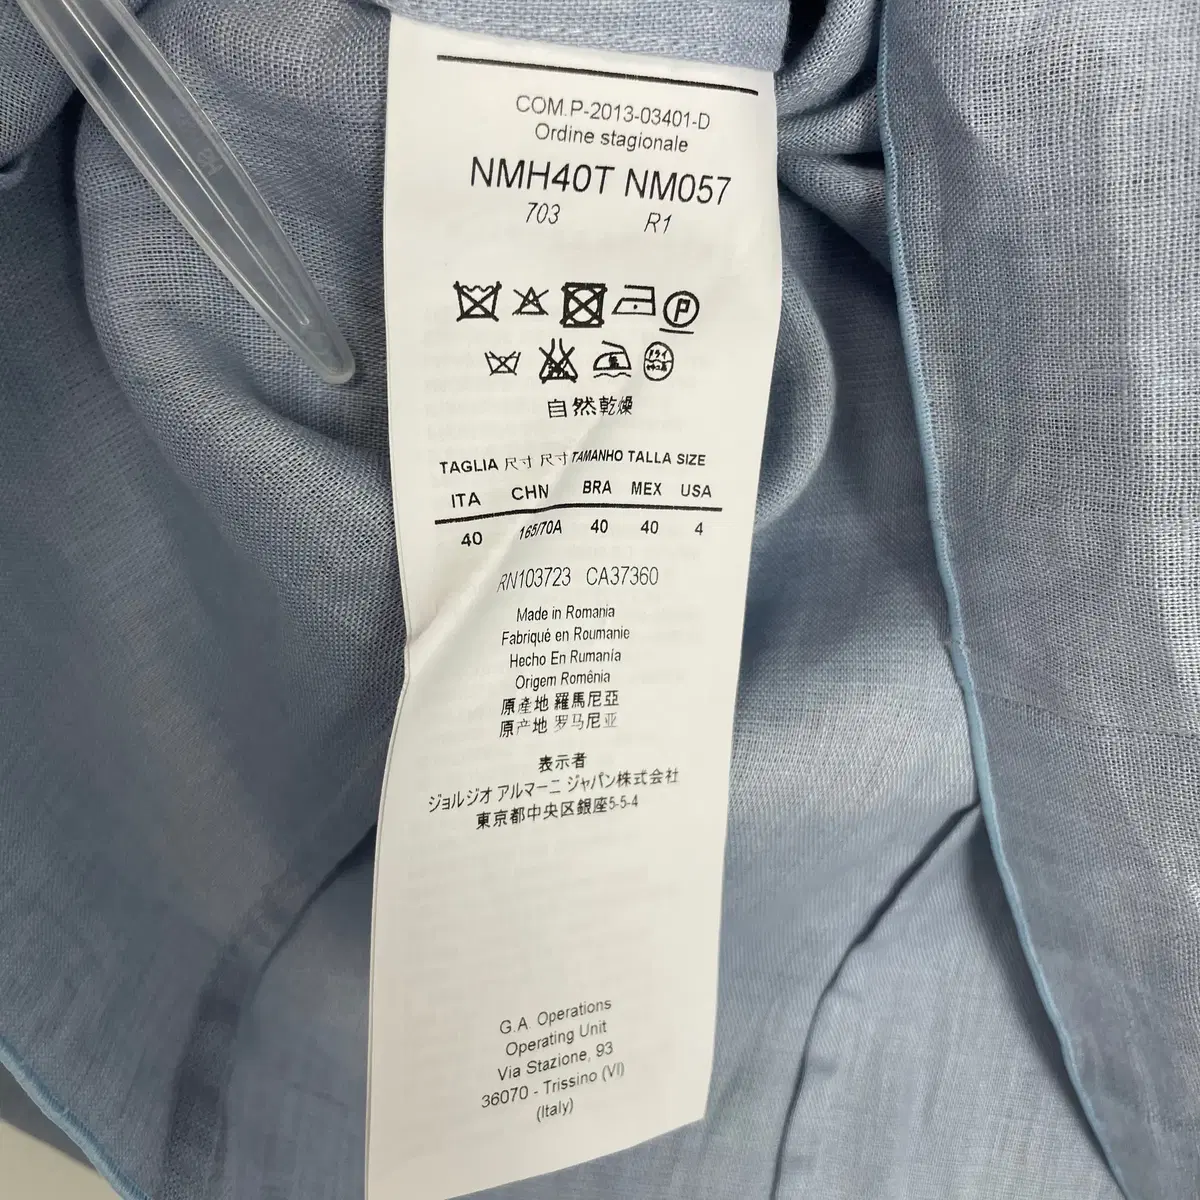 COM.P-2013-03401-D
Ordine stagionale
NMH40T NM057
703 R1
P
ドライ
自然乾燥
TAGLIA 尺寸 尺寸 TAMANHO TALLA SIZE
ITA CHN BRA MEX USA
40 165/70A 40 40 4
RN103723 CA37360
Made in Romania
Fabriqué en Roumanie
Hecho En Rumanía
Origem Romênia
原產地 羅馬尼亞
原产地 罗马尼亚
表示者
ジョルジオ アルマーニ ジャパン株式会社
東京都中央区銀座5-5-4
G.A. Operations
Operating Unit
Via Stazione, 93
36070 - Trissino (VI)
(Italy)